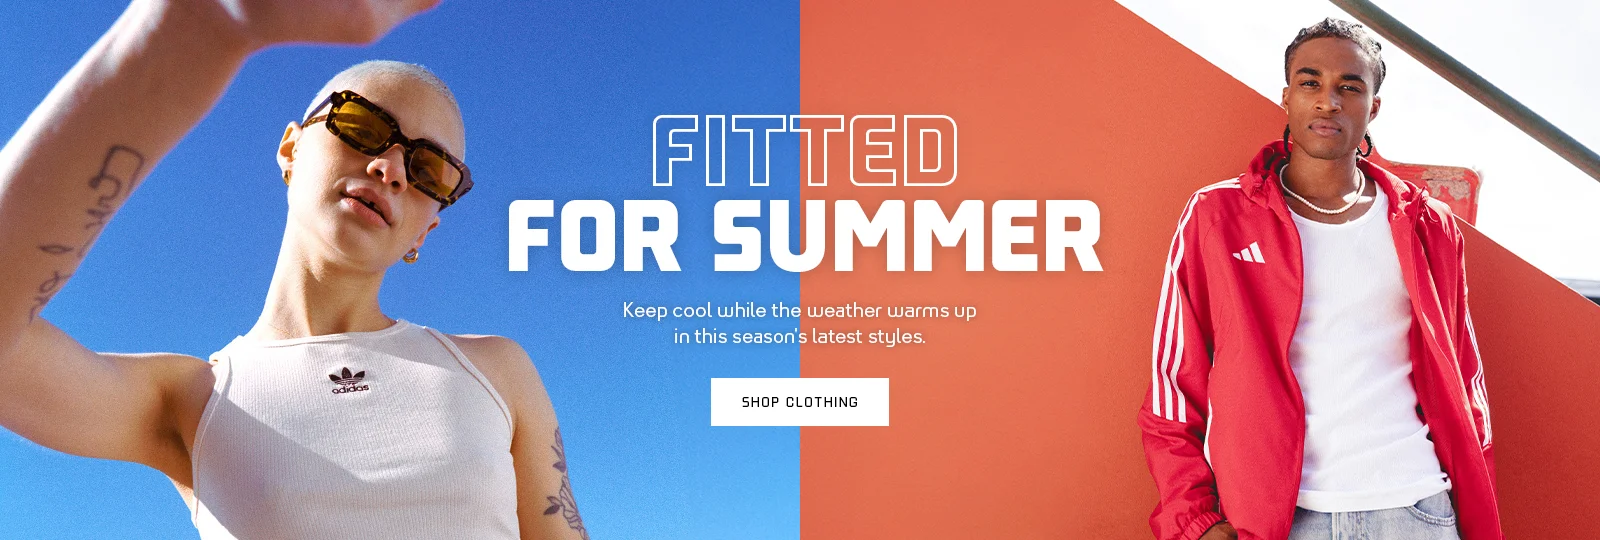 FITTED
FOR SUMMER
Keep cool while the weather warms up
in this season's latest styles.
SHOP CLOTHING
adidas